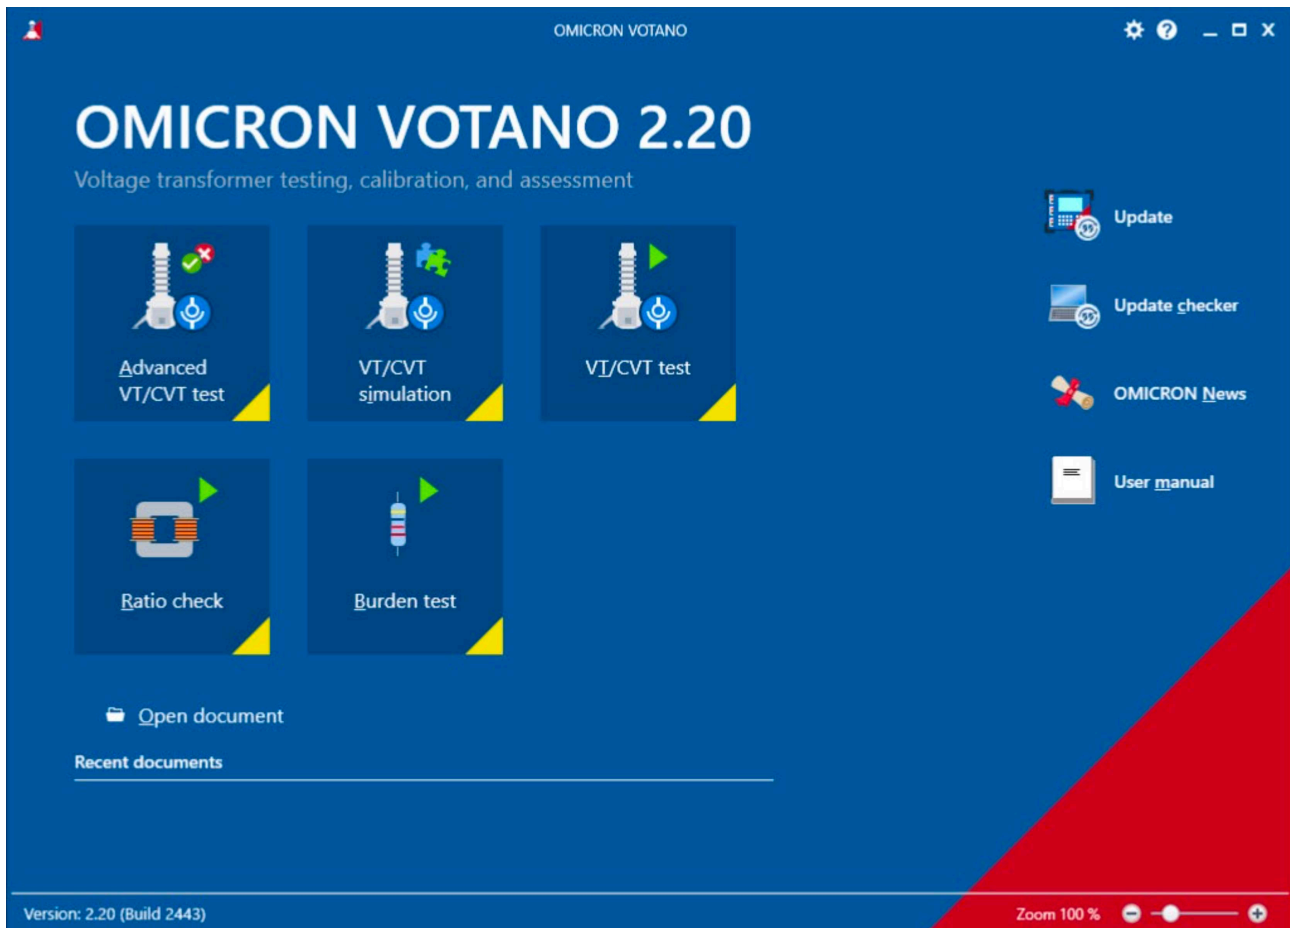 OMICRON VOTANO
OMICRON VOTANO 2.20
Voltage transformer testing, calibration, and assessment
Advanced
VT/CVT test
VT/CVT
simulation
VT/CVT test
Ratio check
Burden test
Update
Update checker
OMICRON News
User manual
Open document
Recent documents
Version: 2.20 (Build 2443)
Zoom 100 %